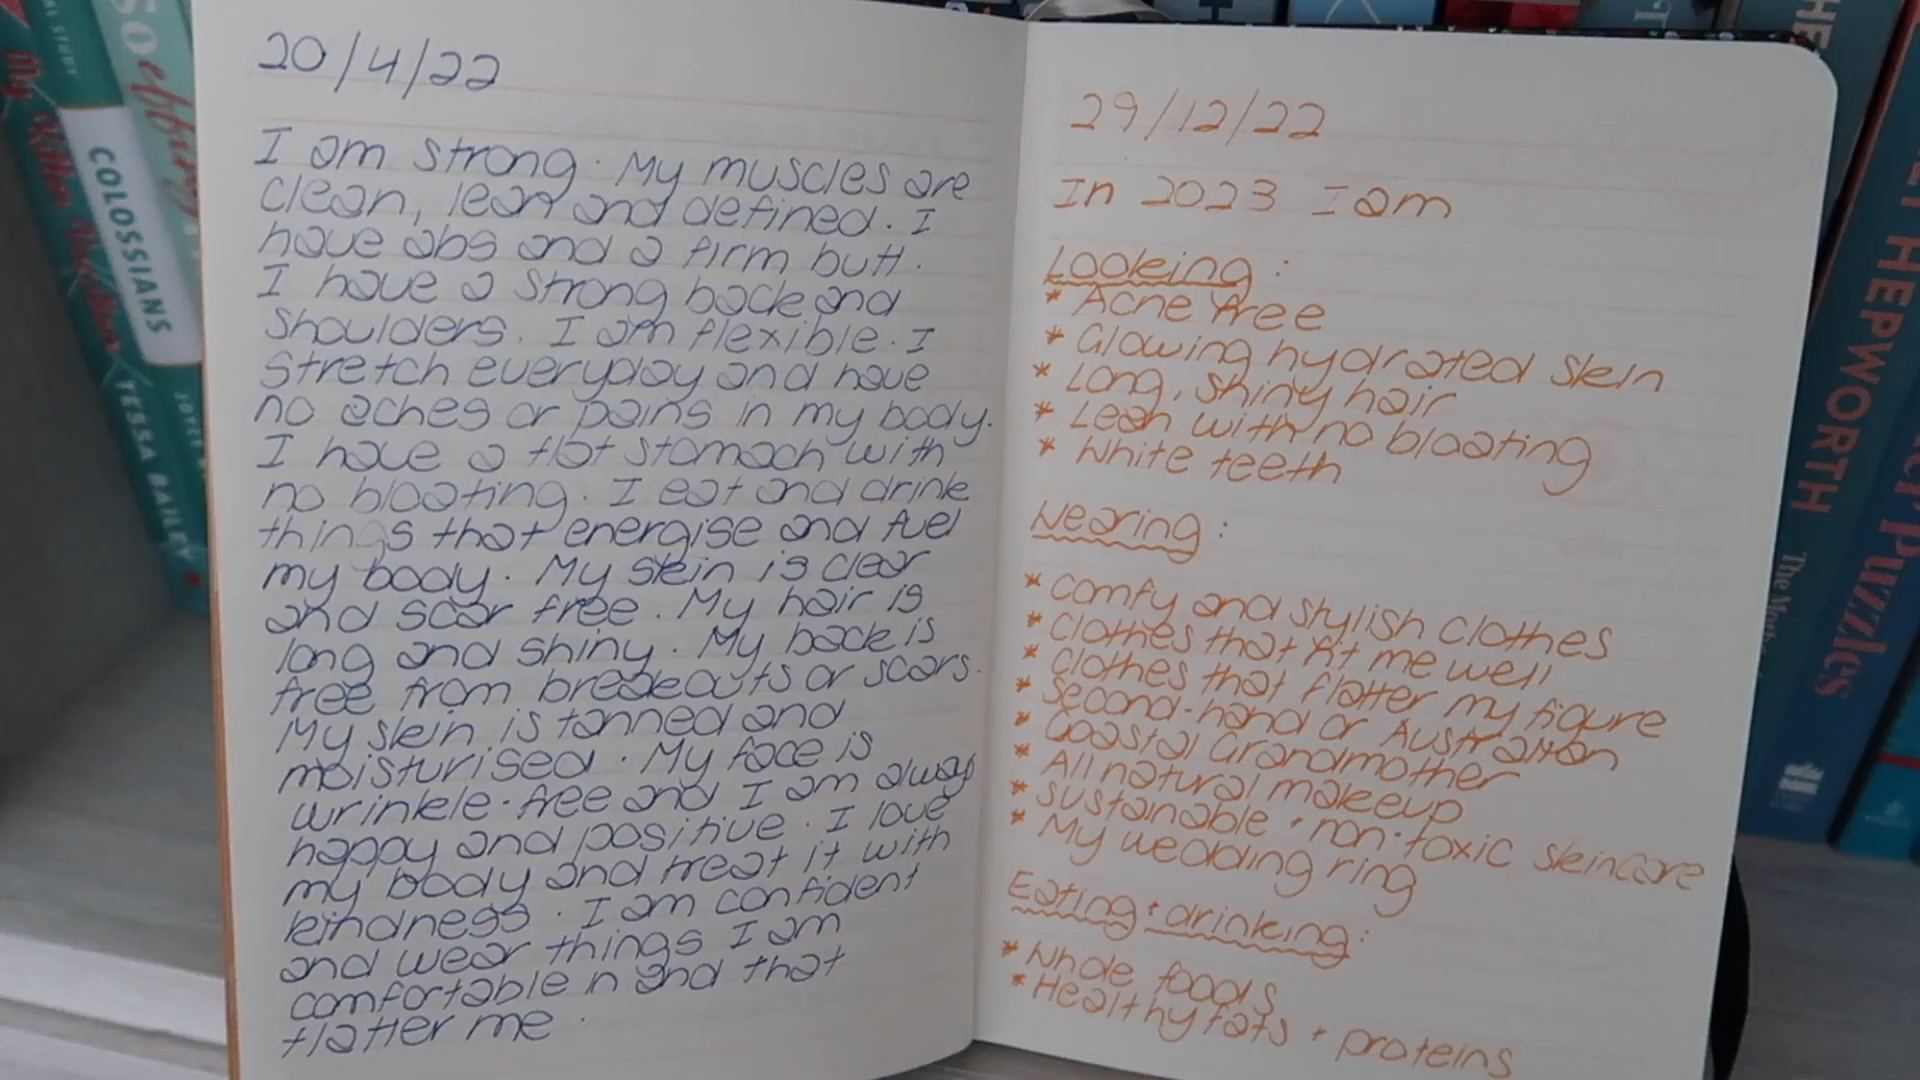 20/4/22
I am strong. My muscles are
clean, lean and defined. I
have abs and a firm butt.
I have a strong back and
shoulders. I am flexible. I
stretch everyday and have
no aches or pains in my body.
I have a flat stomach with
no bloating. I eat and drink
things that energise and fuel
my body. My skin is clear
and scar free. My hair is
long and shiny. My back is
free from breakouts or scars.
My skin is tanned and
moisturised. My face is
wrinkle-free and I am always
happy and positive. I love
my body and treat it with
kindness. I am confident
and wear things I am
comfortable in and that
flatter me.
29/12/22
In 2023 I am
Looking:
* Acne free
* Glowing hydrated skin
* Long, shiny hair
* Lean with no bloating
* White teeth
Wearing:
* Comfy and stylish clothes
* Clothes that fit me well
* Clothes that flatter my figure
* Second-hand or Australian
* Coastal Grandmother
* All natural makeup
* Sustainable + non-toxic skincare
* My wedding ring
Eating + drinking:
* Whole foods
* Healthy fats + proteins
COLOSSIANS
TESSA BAILEY
STUDY
My
HEPWORTH
The
Puzzles